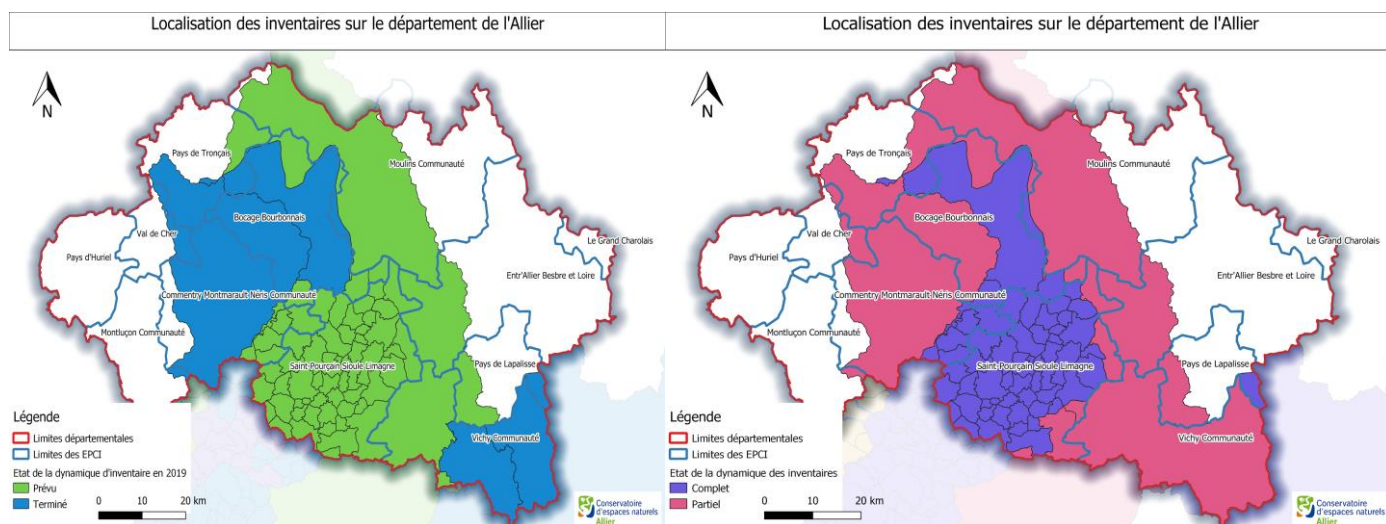 Localisation des inventaires sur le département de l'Allier
N
Pays de Tronçais
Moulins Communauté
Bocage Bourbonnais
Val de Cher
Le Grand Charolais
Pays d'Huriel
Entr'Allier Besbre et Loire
Commentry Montmarault Néris Communauté
Montluçon Communauté
Saint-Pourçain Sioule Limagne
Pays de Lapalisse
Vichy Communauté
Légende
Limites départementales
Limites des EPCI
Etat de la dynamique d'inventaire en 2019
Prévu
Terminé
0 10 20 km
Conservatoire
d'espaces naturels
Allier
Localisation des inventaires sur le département de l'Allier
N
Pays de Tronçais
Moulins Communauté
Bocage Bourbonnais
Val de Cher
Le Grand Charolais
Pays d'Huriel
Entr'Allier Besbre et Loire
Commentry Montmarault Néris Communauté
Montluçon Communauté
Saint-Pourçain Sioule Limagne
Pays de Lapalisse
Vichy Communauté
Légende
Limites départementales
Limites des EPCI
Etat de la dynamique des inventaires
Complet
Partiel
0 10 20 km
Conservatoire
d'espaces naturels
Allier